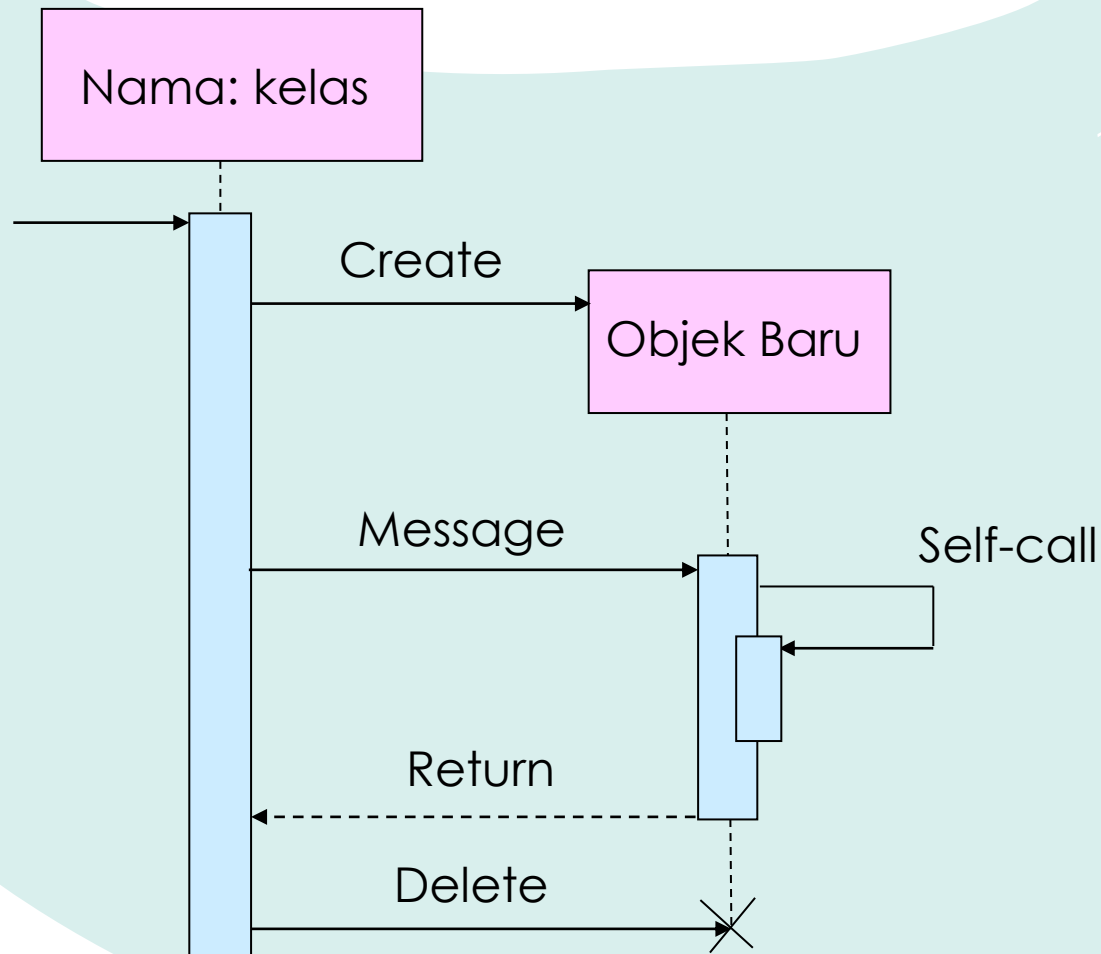 Nama: kelas
Create
Objek Baru
Message
Self-call
Return
Delete